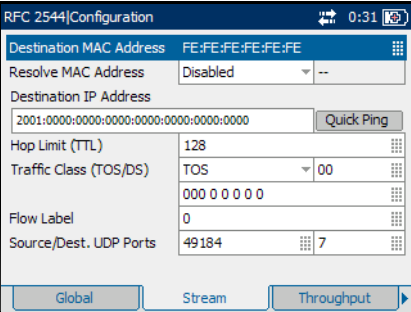 RFC 2544|Configuration 0:31
Destination MAC Address FE:FE:FE:FE:FE:FE
Resolve MAC Address Disabled --
Destination IP Address
2001:0000:0000:0000:0000:0000:0000:0000 Quick Ping
Hop Limit (TTL) 128
Traffic Class (TOS/DS) TOS 00
000 0 0 0 0 0
Flow Label 0
Source/Dest. UDP Ports 49184 7
Global Stream Throughput